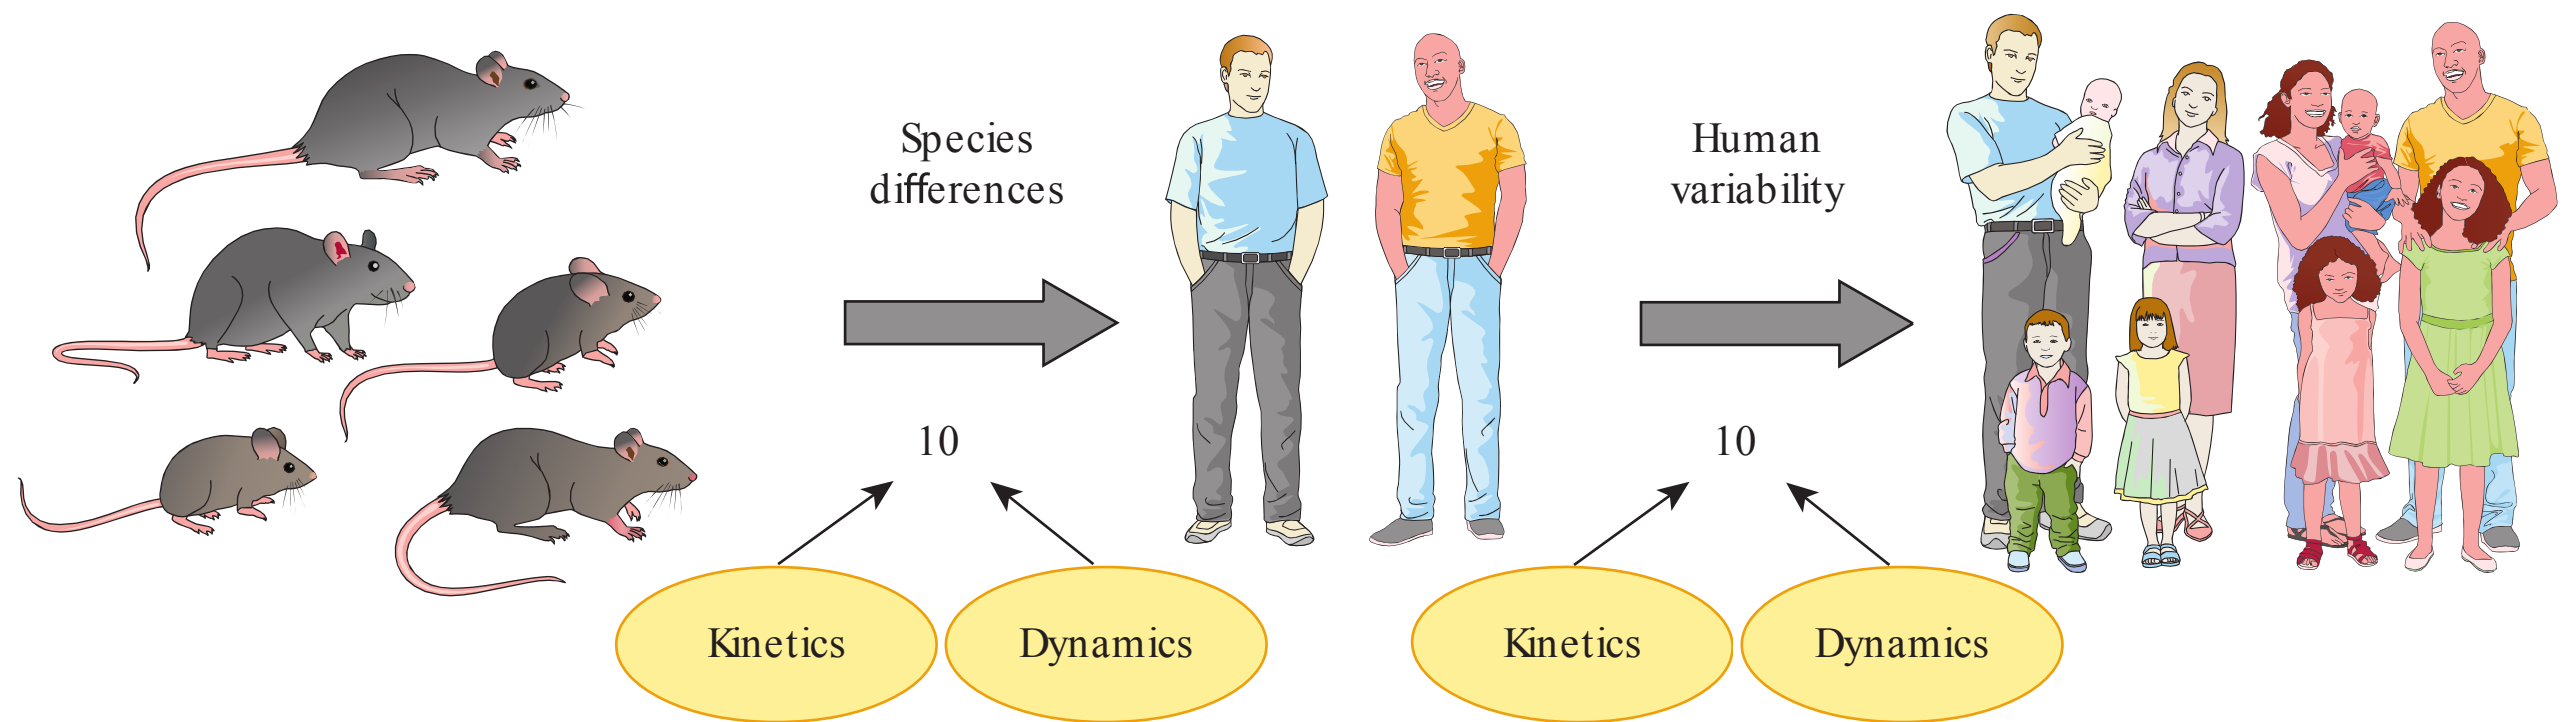 Species
differences
Human
variability
10
10
Kinetics
Dynamics
Kinetics
Dynamics